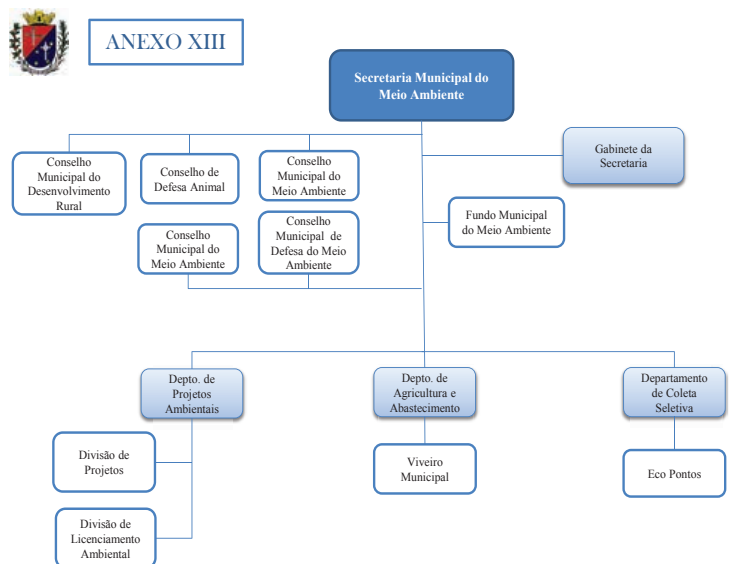 ANEXO XIII
Secretaria Municipal do
Meio Ambiente
Gabinete da
Secretaria
Conselho
Municipal do
Desenvolvimento
Rural
Conselho de
Defesa Animal
Conselho
Municipal do
Meio Ambiente
Conselho
Municipal do
Meio Ambiente
Conselho
Municipal de
Defesa do Meio
Ambiente
Fundo Municipal
do Meio Ambiente
Depto. de
Projetos
Ambientais
Depto. de
Agricultura e
Abastecimento
Departamento
de Coleta
Seletiva
Divisão de
Projetos
Viveiro
Municipal
Eco Pontos
Divisão de
Licenciamento
Ambiental